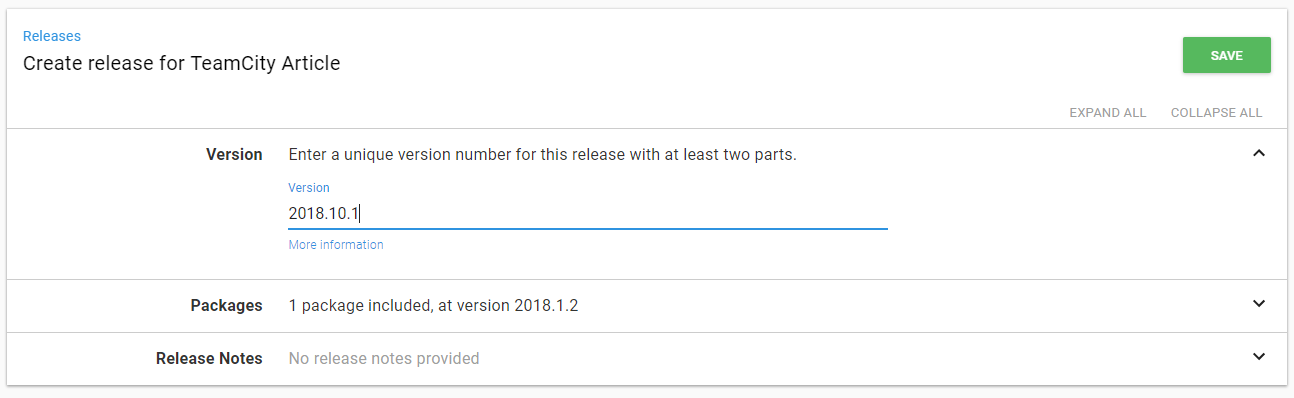 Releases
Create release for TeamCity Article
SAVE
EXPAND ALL COLLAPSE ALL
Version Enter a unique version number for this release with at least two parts.
Version
2018.10.1
More information
Packages 1 package included, at version 2018.1.2
Release Notes No release notes provided